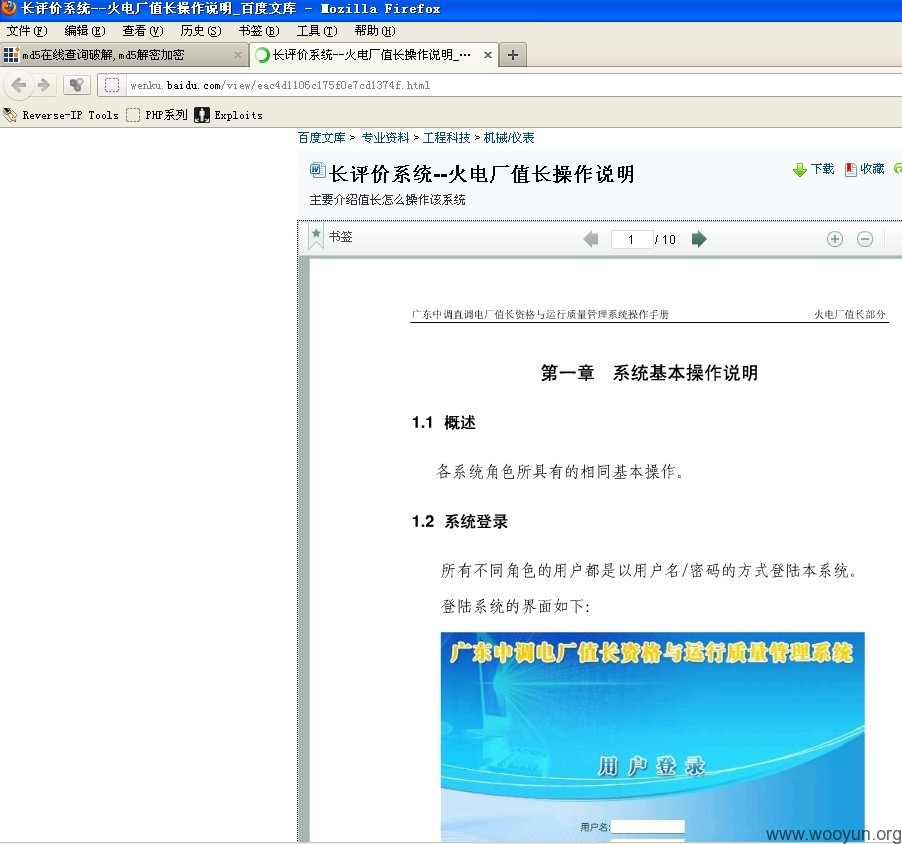 长评价系统--火电厂值长操作说明_百度文库 - Mozilla Firefox
文件(F) 编辑(E) 查看(V) 历史(S) 书签(B) 工具(T) 帮助(H)
md5在线查询破解,md5解密加密 × 长评价系统--火电厂值长操作说明_... × +
wenku.baidu.com/view/eac4d1106c175f0e7cd1374f.html
Reverse-IP Tools PHP系列 Exploits
百度文库 > 专业资料 > 工程科技 > 机械/仪表
长评价系统--火电厂值长操作说明 下载 收藏
主要介绍值长怎么操作该系统
书签 1 / 10
广东中调直调电厂值长资格与运行质量管理系统操作手册 火电厂值长部分
第一章 系统基本操作说明
1.1 概述
各系统角色所具有的相同基本操作。
1.2 系统登录
所有不同角色的用户都是以用户名/密码的方式登陆本系统。
登陆系统的界面如下:
广东中调电厂值长资格与运行质量管理系统
用户登录
用户名:
www.wooyun.org